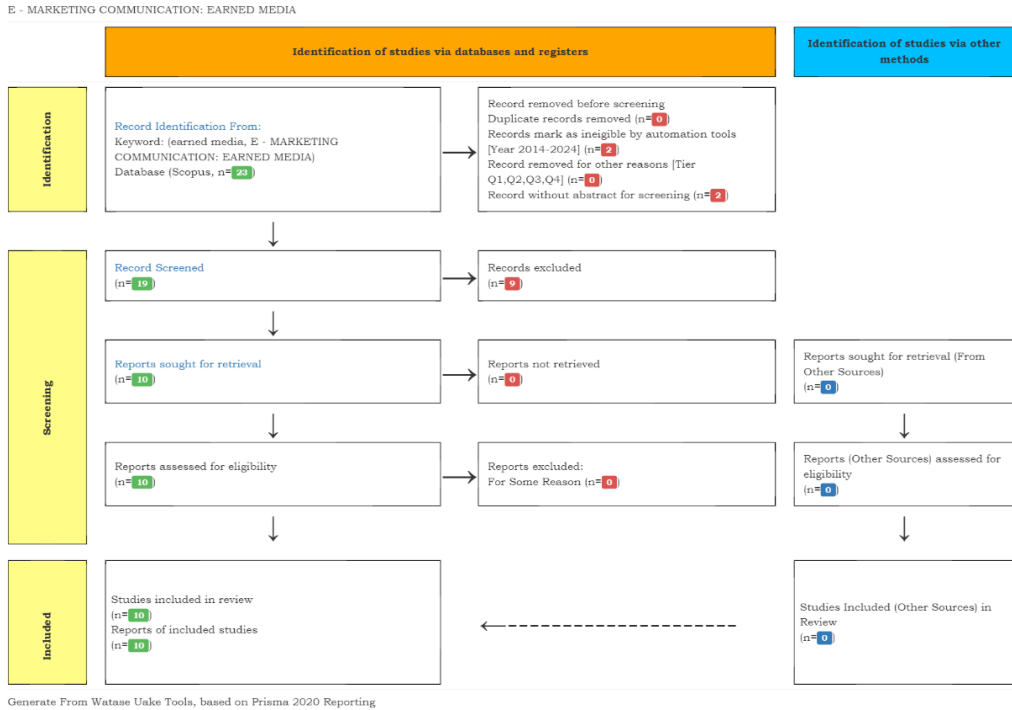 E - MARKETING COMMUNICATION: EARNED MEDIA
Identification of studies via databases and registers
Identification of studies via other
methods
Identification
Record Identification From:
Keyword: (earned media, E - MARKETING
COMMUNICATION: EARNED MEDIA)
Database (Scopus, n=23)
Record removed before screening
Duplicate records removed (n=0)
Records mark as ineigible by automation tools
[Year 2014-2024] (n=2)
Record removed for other reasons [Tier
Q1,Q2,Q3,Q4] (n=0)
Record without abstract for screening (n=2)
Screening
Record Screened
(n=19)
Records excluded
(n=9)
Reports sought for retrieval
(n=10)
Reports not retrieved
(n=0)
Reports sought for retrieval (From
Other Sources)
(n=0)
Reports assessed for eligibility
(n=10)
Reports excluded:
For Some Reason (n=0)
Reports (Other Sources) assessed for
eligibility
(n=0)
Included
Studies included in review
(n=10)
Reports of included studies
(n=10)
Studies Included (Other Sources) in
Review
(n=0)
Generate From Watase Uake Tools, based on Prisma 2020 Reporting